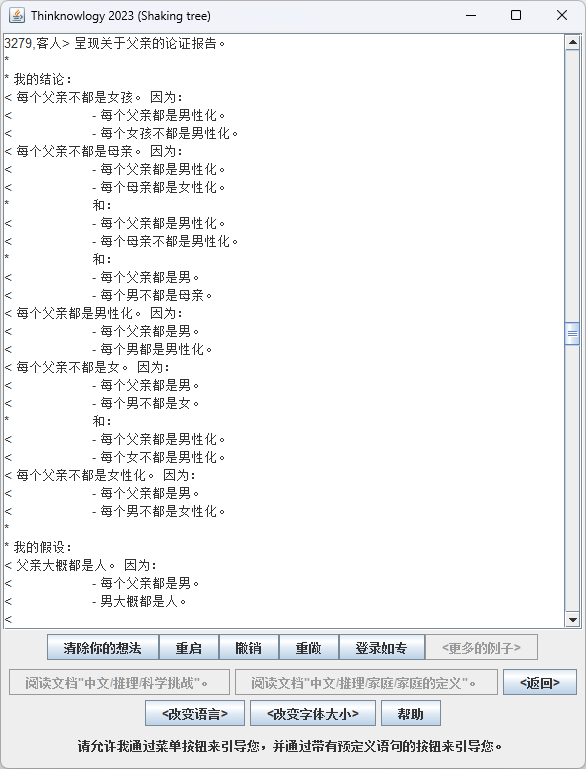 Thinknowlogy 2023 (Shaking tree)
3279,客人> 呈现关于父亲的论证报告。
*
* 我的结论:
< 每个父亲不都是女孩。 因为:
< - 每个父亲都是男性化。
< - 每个女孩不都是男性化。
< 每个父亲不都是母亲。 因为:
< - 每个父亲都是男性化。
< - 每个母亲都是女性化。
* 和:
< - 每个父亲都是男性化。
< - 每个母亲不都是男性化。
* 和:
< - 每个父亲都是男。
< - 每个男不都是母亲。
< 每个父亲都是男性化。 因为:
< - 每个父亲都是男。
< - 每个男都是男性化。
< 每个父亲不都是女。 因为:
< - 每个父亲都是男。
< - 每个男不都是女。
* 和:
< - 每个父亲都是男性化。
< - 每个女不都是男性化。
< 每个父亲不都是女性化。 因为:
< - 每个父亲都是男。
< - 每个男不都是女性化。
*
* 我的假设:
< 父亲大概都是人。 因为:
< - 每个父亲都是男。
< - 男大概都是人。
<
清除你的想法 重启 撤销 重做 登录如专 <更多的例子>
阅读文档"中文/推理/科学挑战"。 阅读文档"中文/推理/家庭/家庭的定义"。 <返回>
<改变语言> <改变字体大小> 帮助
请允许我通过菜单按钮来引导您，并通过带有预定义语句的按钮来引导您。